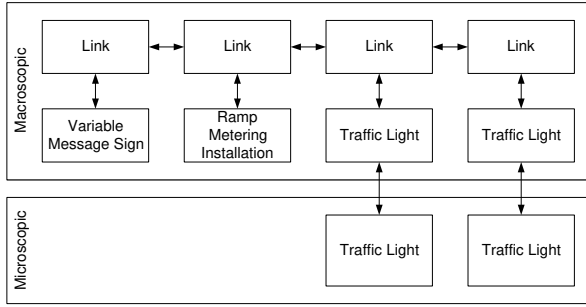 Macroscopic
Link
Link
Link
Link
Variable
Message Sign
Ramp
Metering
Installation
Traffic Light
Traffic Light
Microscopic
Traffic Light
Traffic Light